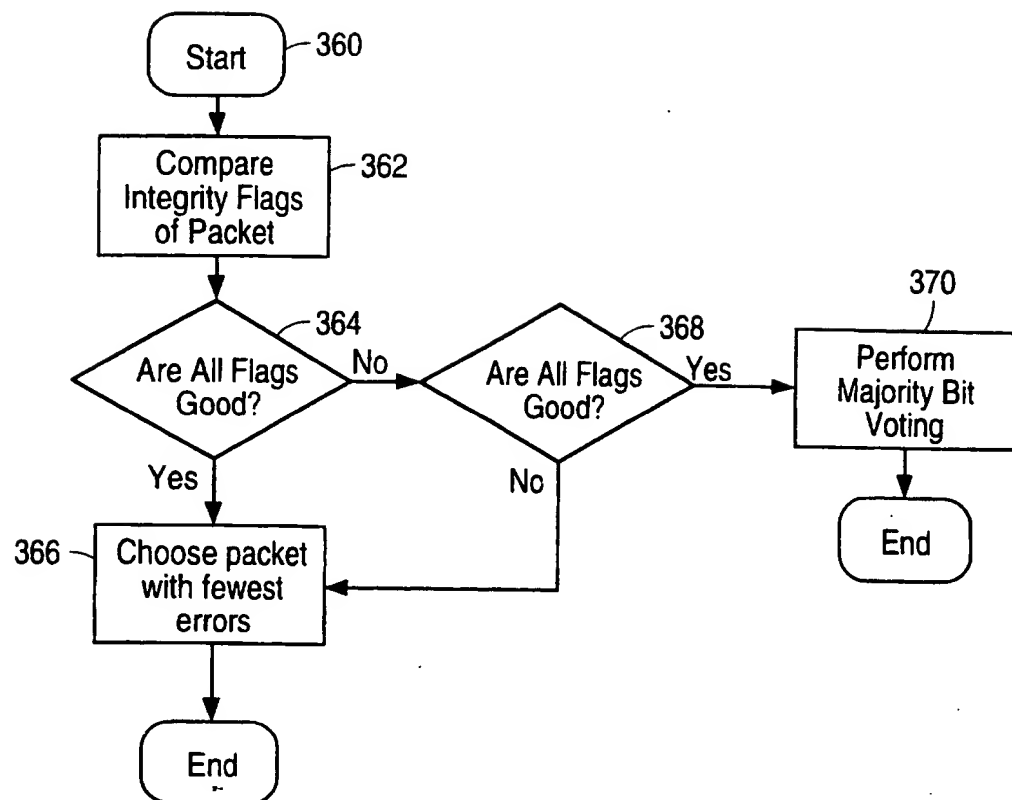 Start
360
Compare
Integrity Flags
of Packet
362
Are All Flags
Good?
364
No
Yes
Are All Flags
Good?
368
Yes
No
370
Perform
Majority Bit
Voting
End
366
Choose packet
with fewest
errors
End